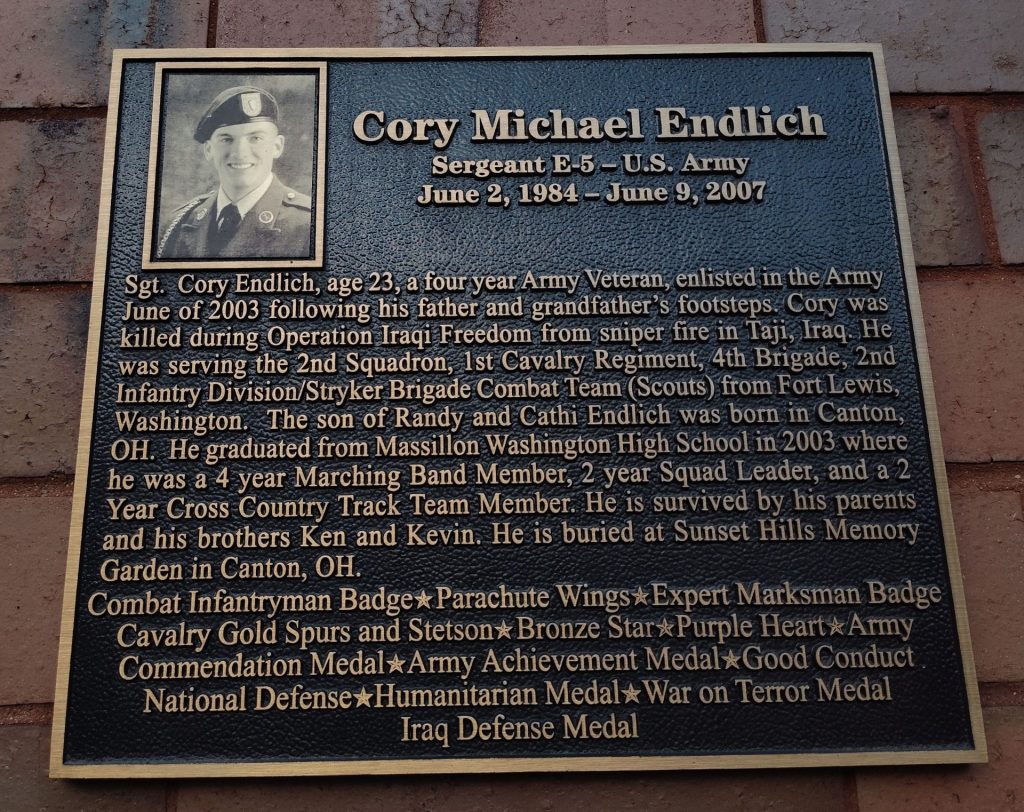 Cory Michael Endlich
Sergeant E-5 – U.S. Army
June 2, 1984 – June 9, 2007
Sgt. Cory Endlich, age 23, a four year Army Veteran, enlisted in the Army
June of 2003 following his father and grandfather's footsteps. Cory was
killed during Operation Iraqi Freedom from sniper fire in Taji, Iraq. He
was serving the 2nd Squadron, 1st Cavalry Regiment, 4th Brigade, 2nd
Infantry Division/Stryker Brigade Combat Team (Scouts) from Fort Lewis,
Washington. The son of Randy and Cathi Endlich was born in Canton,
OH. He graduated from Massillon Washington High School in 2003 where
he was a 4 year Marching Band Member, 2 year Squad Leader, and a 2
Year Cross Country Track Team Member. He is survived by his parents
and his brothers Ken and Kevin. He is buried at Sunset Hills Memory
Garden in Canton, OH.
Combat Infantryman Badge★Parachute Wings★Expert Marksman Badge
Cavalry Gold Spurs and Stetson★Bronze Star★Purple Heart★Army
Commendation Medal★Army Achievement Medal★Good Conduct
National Defense★Humanitarian Medal★War on Terror Medal
Iraq Defense Medal